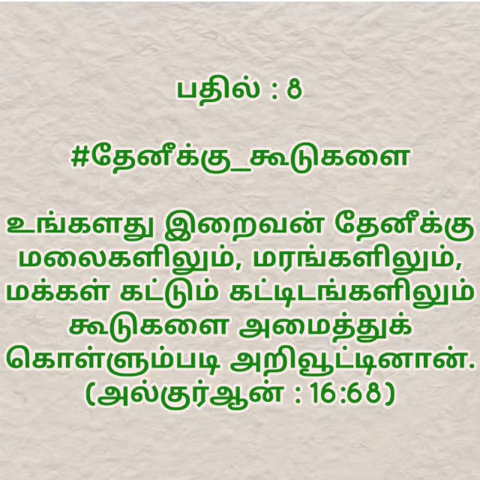 பதில் : 8
#தேனீக்கு_கூடுகளை
உங்களது இறைவன் தேனீக்கு
மலைகளிலும், மரங்களிலும்,
மக்கள் கட்டும் கட்டிடங்களிலும்
கூடுகளை அமைத்துக்
கொள்ளும்படி அறிவூட்டினான்.
(அல்குர்ஆன் : 16:68)